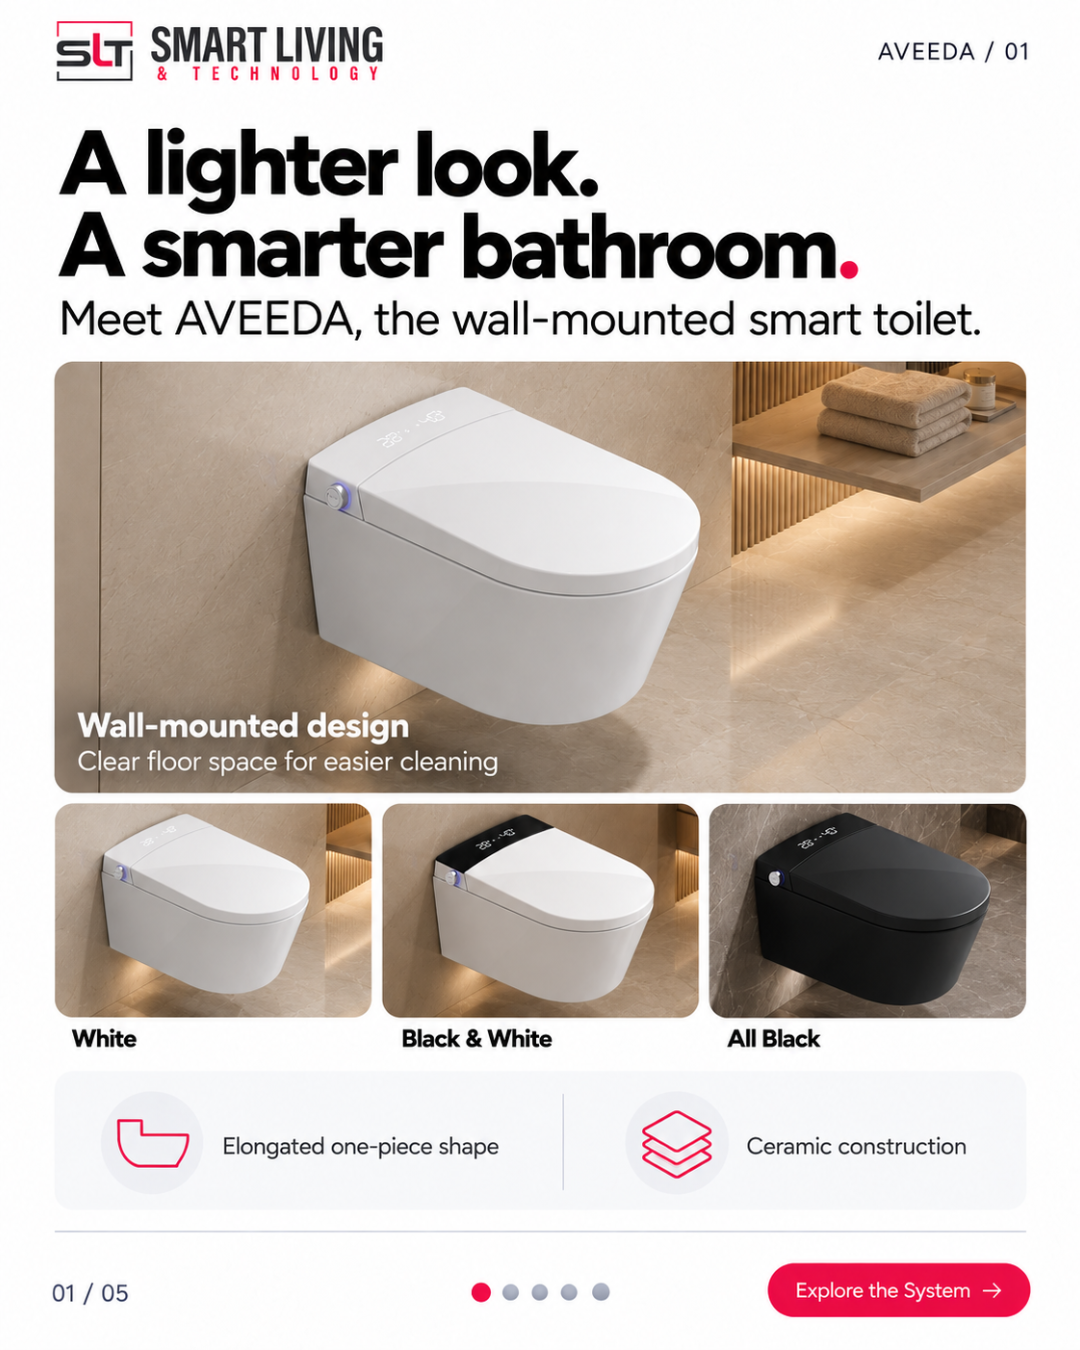 SLT SMART LIVING
& TECHNOLOGY
AVEEDA / 01
A lighter look.
A smarter bathroom.
Meet AVEEDA, the wall-mounted smart toilet.
Wall-mounted design
Clear floor space for easier cleaning
White
Black & White
All Black
Elongated one-piece shape
Ceramic construction
01 / 05
Explore the System →